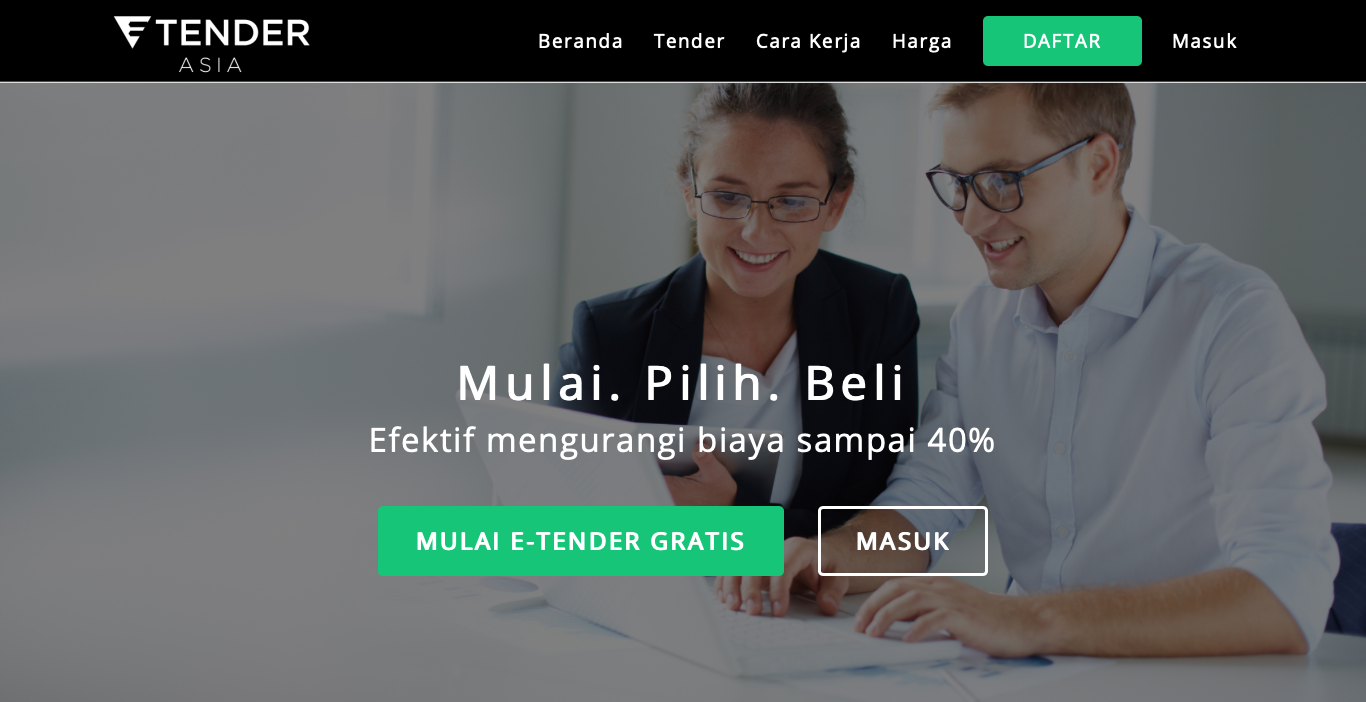 TENDER
ASIA
Beranda
Tender
Cara Kerja
Harga
DAFTAR
Masuk
Mulai. Pilih. Beli
Efektif mengurangi biaya sampai 40%
MULAI E-TENDER GRATIS
MASUK